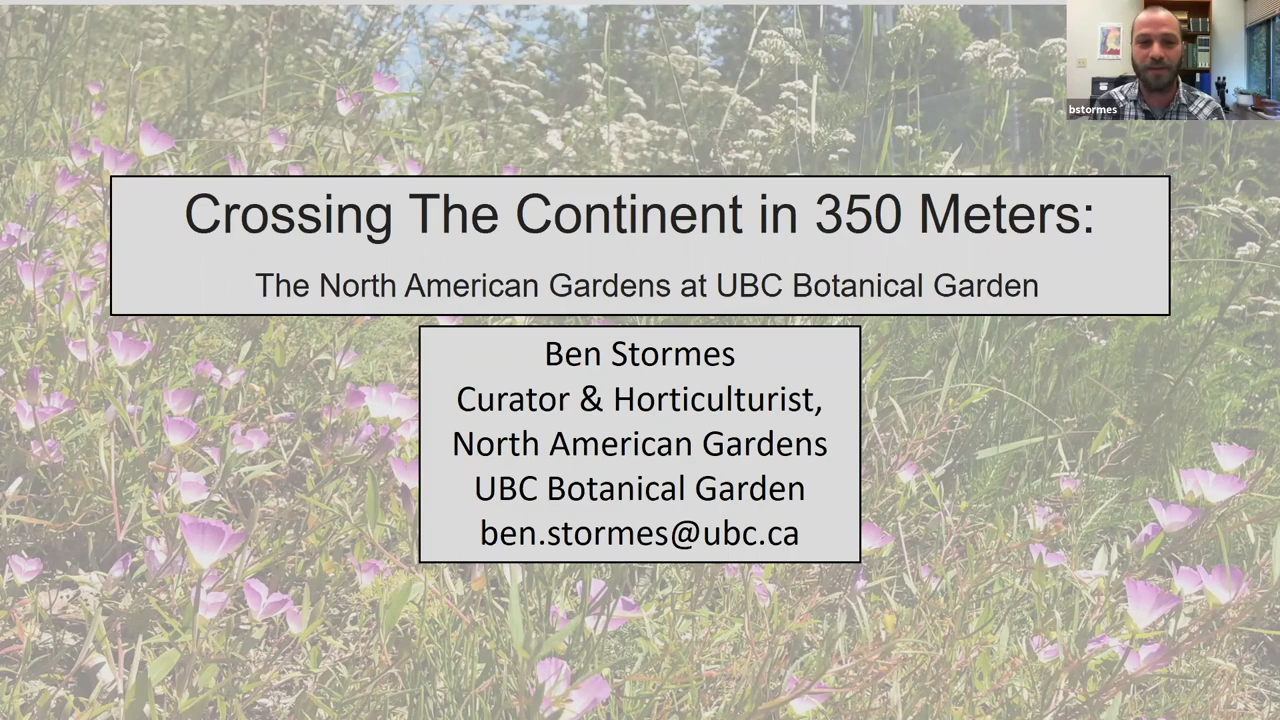 bstormes
Crossing The Continent in 350 Meters:
The North American Gardens at UBC Botanical Garden
Ben Stormes
Curator & Horticulturist,
North American Gardens
UBC Botanical Garden
ben.stormes@ubc.ca